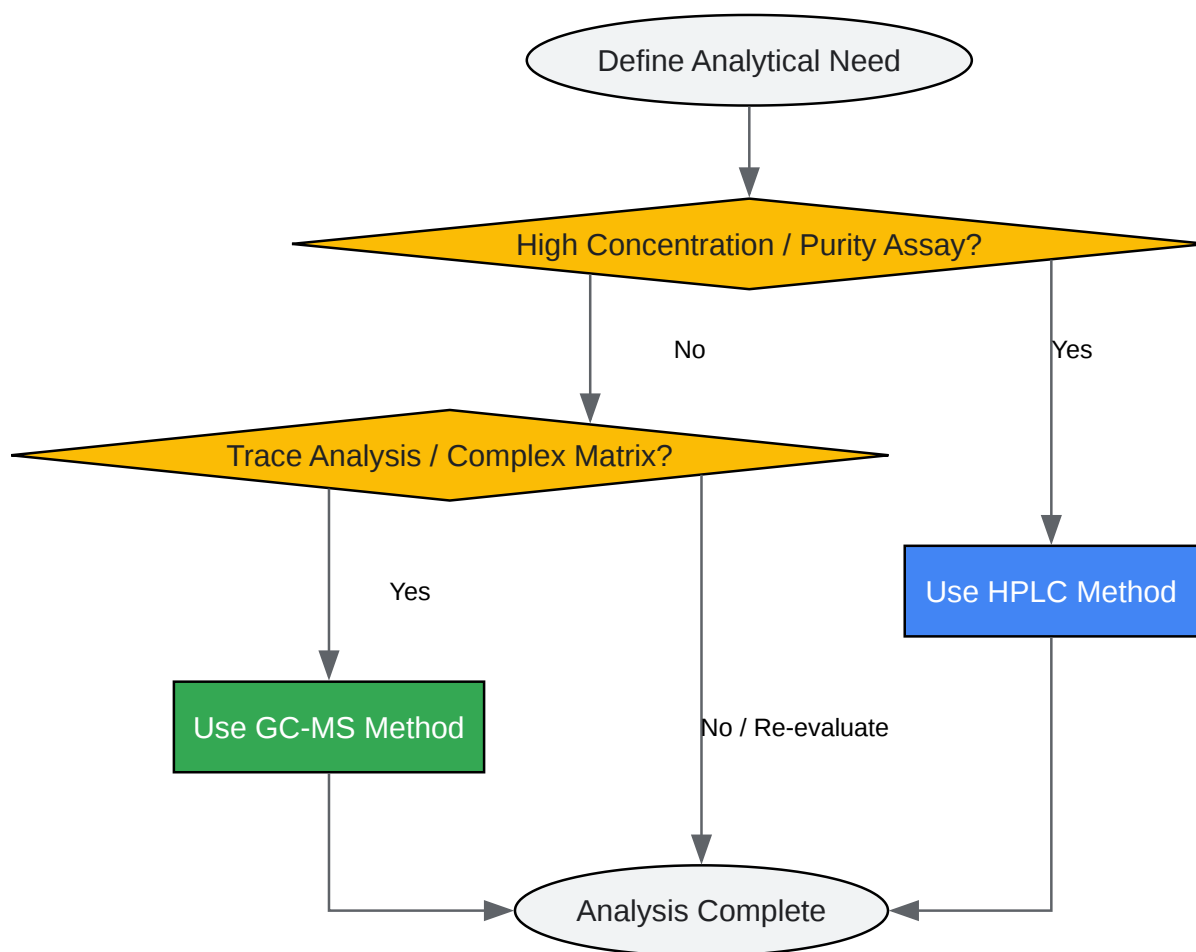 Define Analytical Need
High Concentration / Purity Assay?
No
Yes
Trace Analysis / Complex Matrix?
Yes
Use HPLC Method
Use GC-MS Method
No / Re-evaluate
Analysis Complete